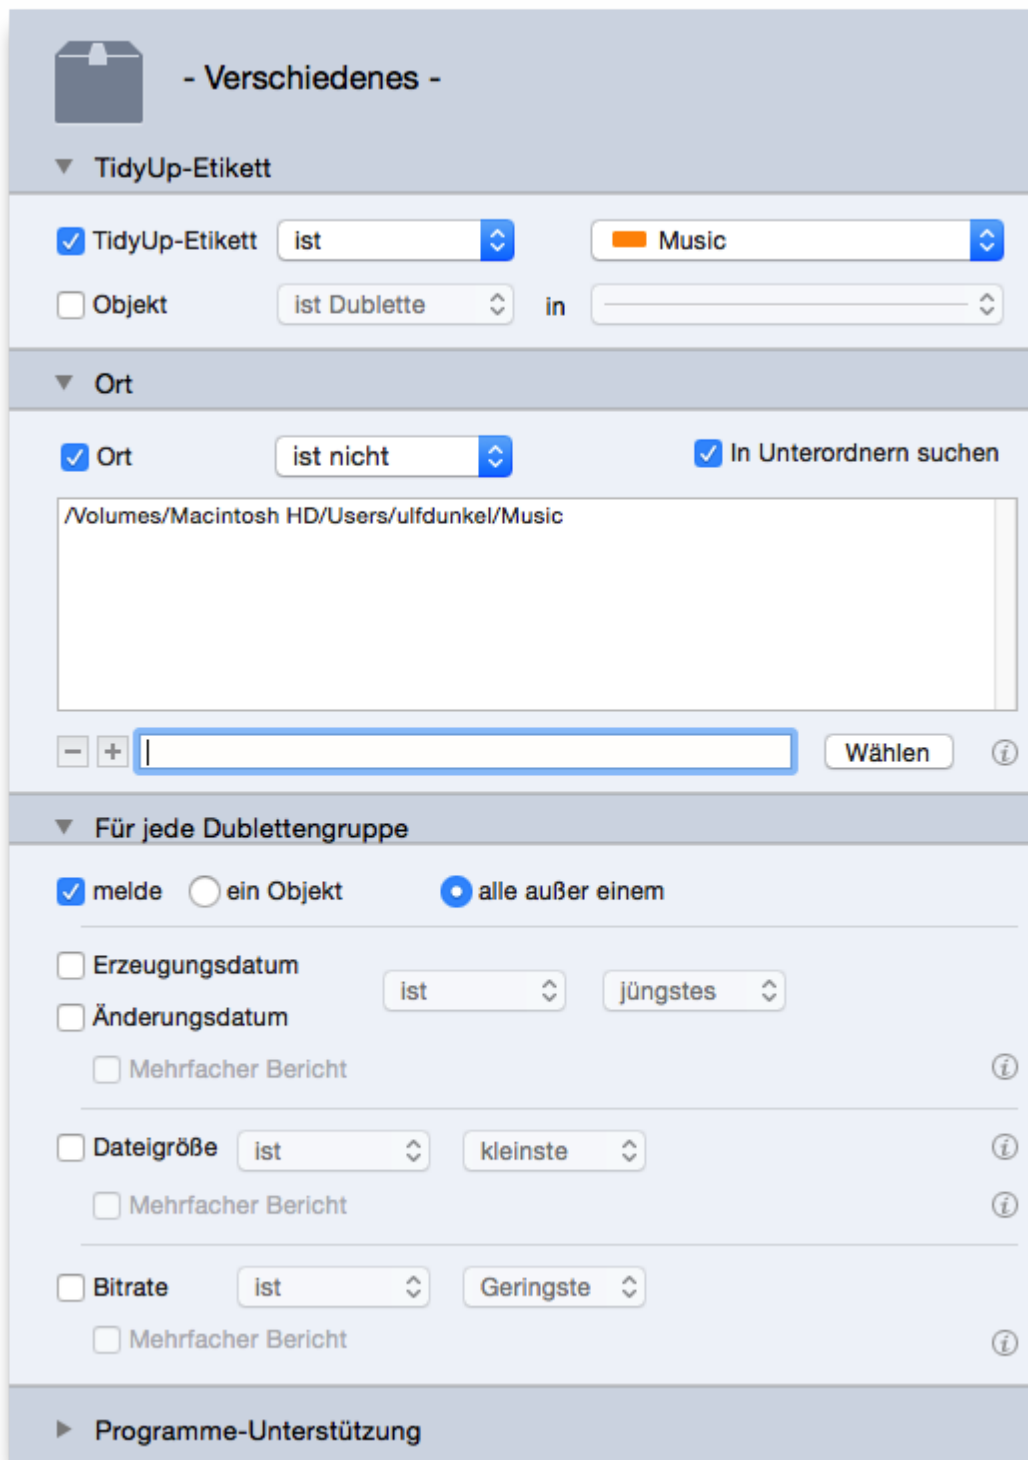 - Verschiedenes -
TidyUp-Etikett
TidyUp-Etikett ist Music
Objekt ist Dublette in
Ort
Ort ist nicht In Unterordnern suchen
/Volumes/Macintosh HD/Users/ulfdunkel/Music
Wählen
Für jede Dublettengruppe
melde ein Objekt alle außer einem
Erzeugungsdatum
ist jüngstes
Änderungsdatum
Mehrfacher Bericht
Dateigröße ist kleinste
Mehrfacher Bericht
Bitrate ist Geringste
Mehrfacher Bericht
Programme-Unterstützung